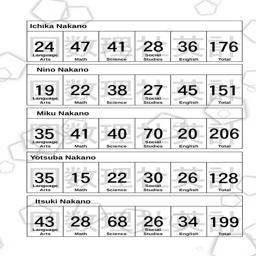 Ichika Nakano
24 47 41 28 36 176
Language Social
Arts Math Science Studies English Total
Nino Nakano
19 22 38 27 45 151
Language Social
Arts Math Science Studies English Total
Miku Nakano
35 41 40 70 20 206
Language Social
Arts Math Science Studies English Total
Yotsuba Nakano
35 15 22 30 26 128
Language Social
Arts Math Science Studies English Total
Itsuki Nakano
43 28 68 26 34 199
Language Social
Arts Math Science Studies English Total